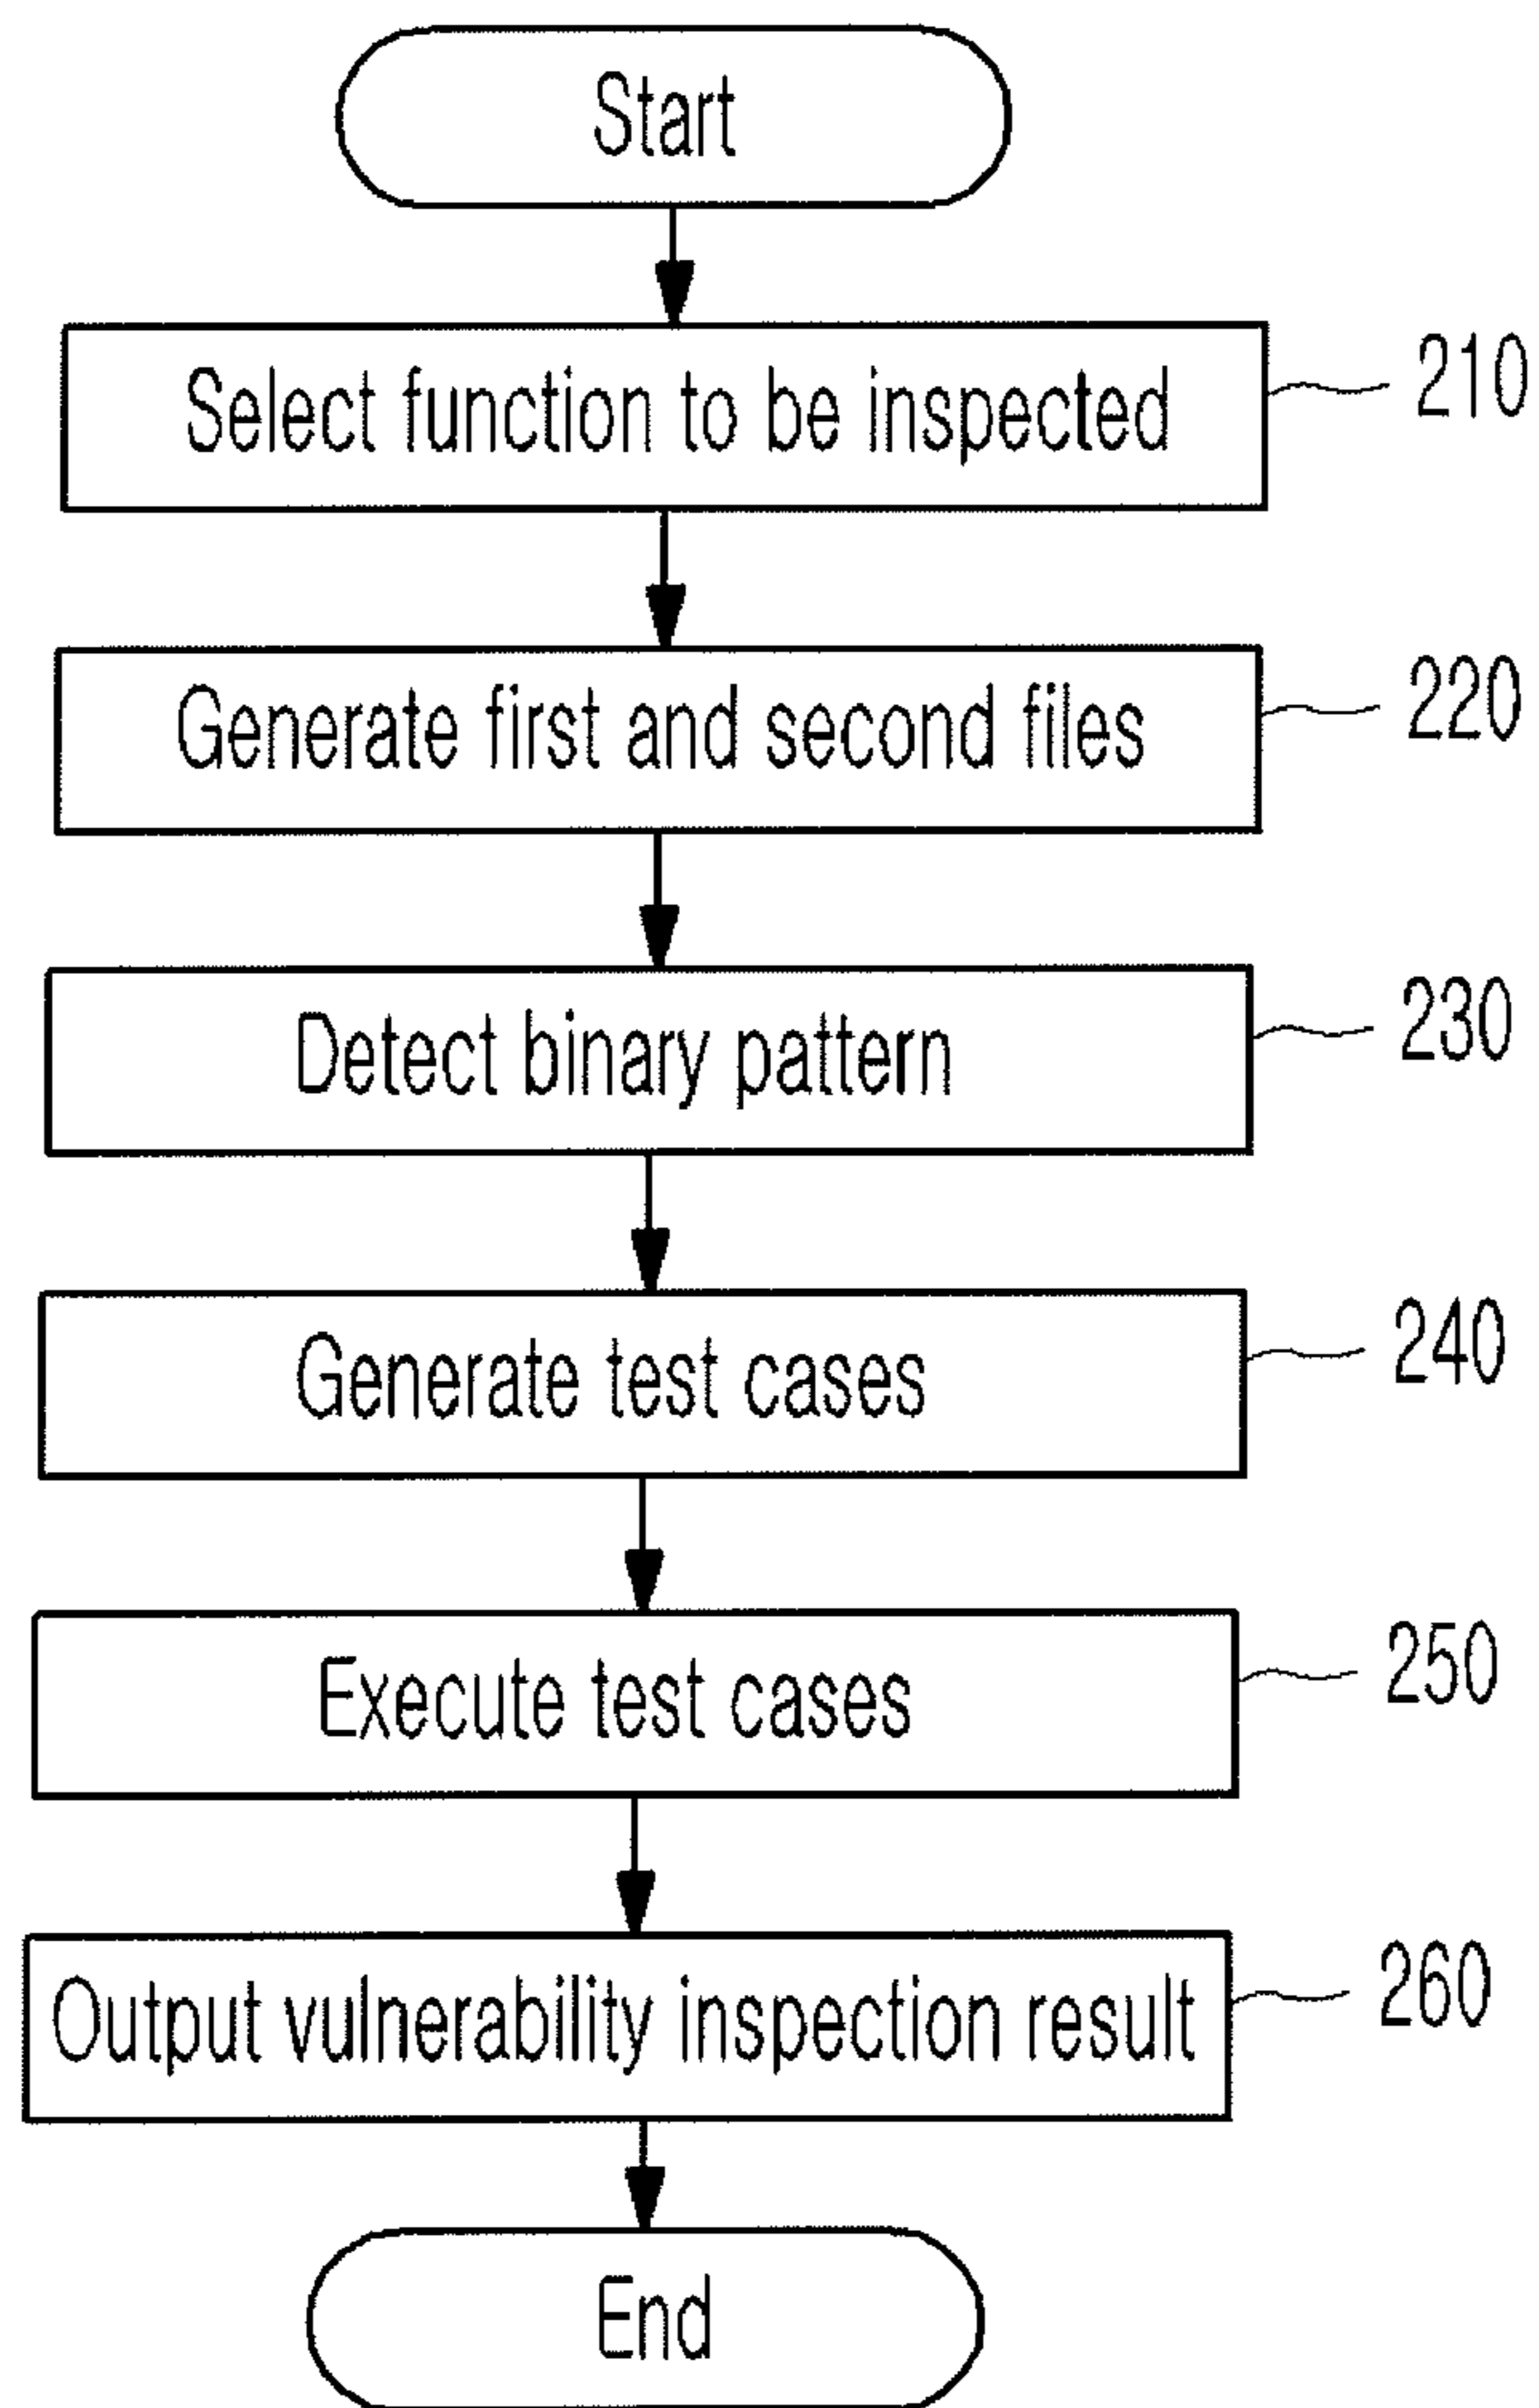 Start
Select function to be inspected
210
Generate first and second files
220
Detect binary pattern
230
Generate test cases
240
Execute test cases
250
Output vulnerability inspection result
260
End